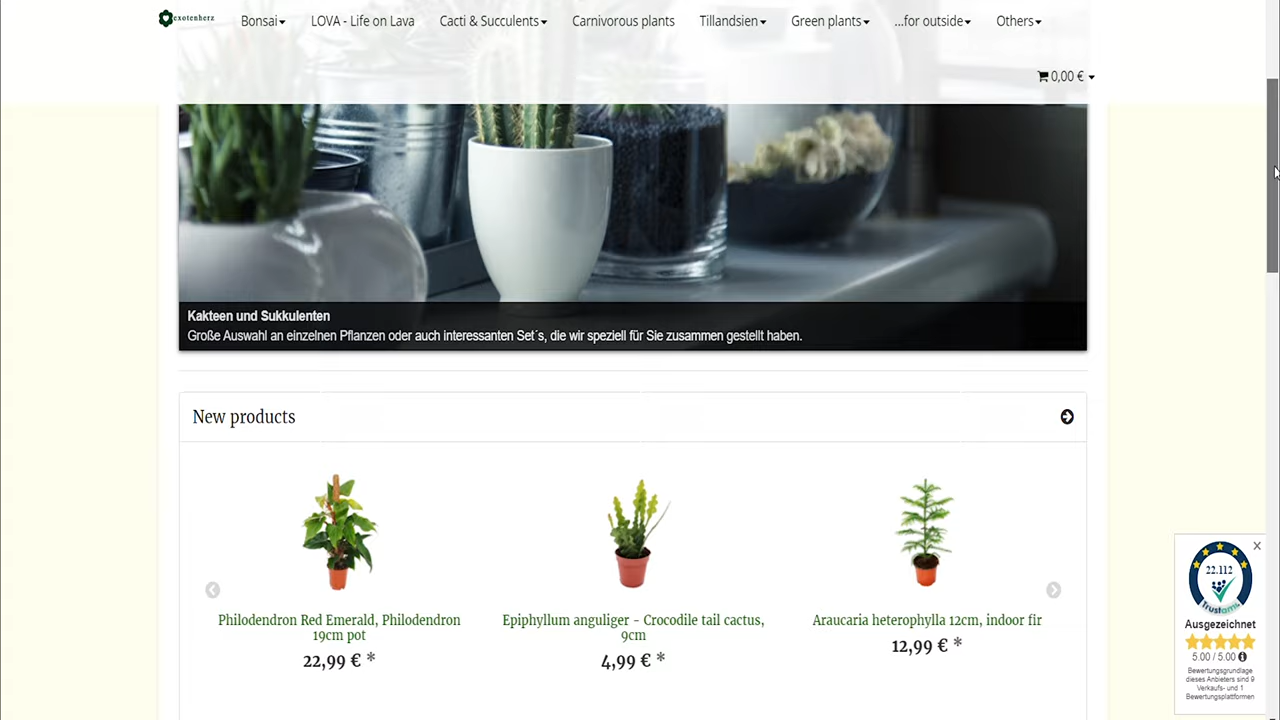 exotenherz
Bonsai LOVA - Life on Lava Cacti & Succulents Carnivorous plants Tillandsien Green plants ...for outside Others
0,00 €
Kakteen und Sukkulenten
Große Auswahl an einzelnen Pflanzen oder auch interessanten Set´s, die wir speziell für Sie zusammen gestellt haben.
New products
Philodendron Red Emerald, Philodendron
19cm pot
22,99 € *
Epiphyllum anguliger - Crocodile tail cactus,
9cm
4,99 € *
Araucaria heterophylla 12cm, indoor fir
12,99 € *
X
22.112
Trustami
Ausgezeichnet
5.00 / 5.00
Bewertungsgrundlage
dieses Anbieters sind 9
Verkaufs- und 1
Bewertungsplattformen